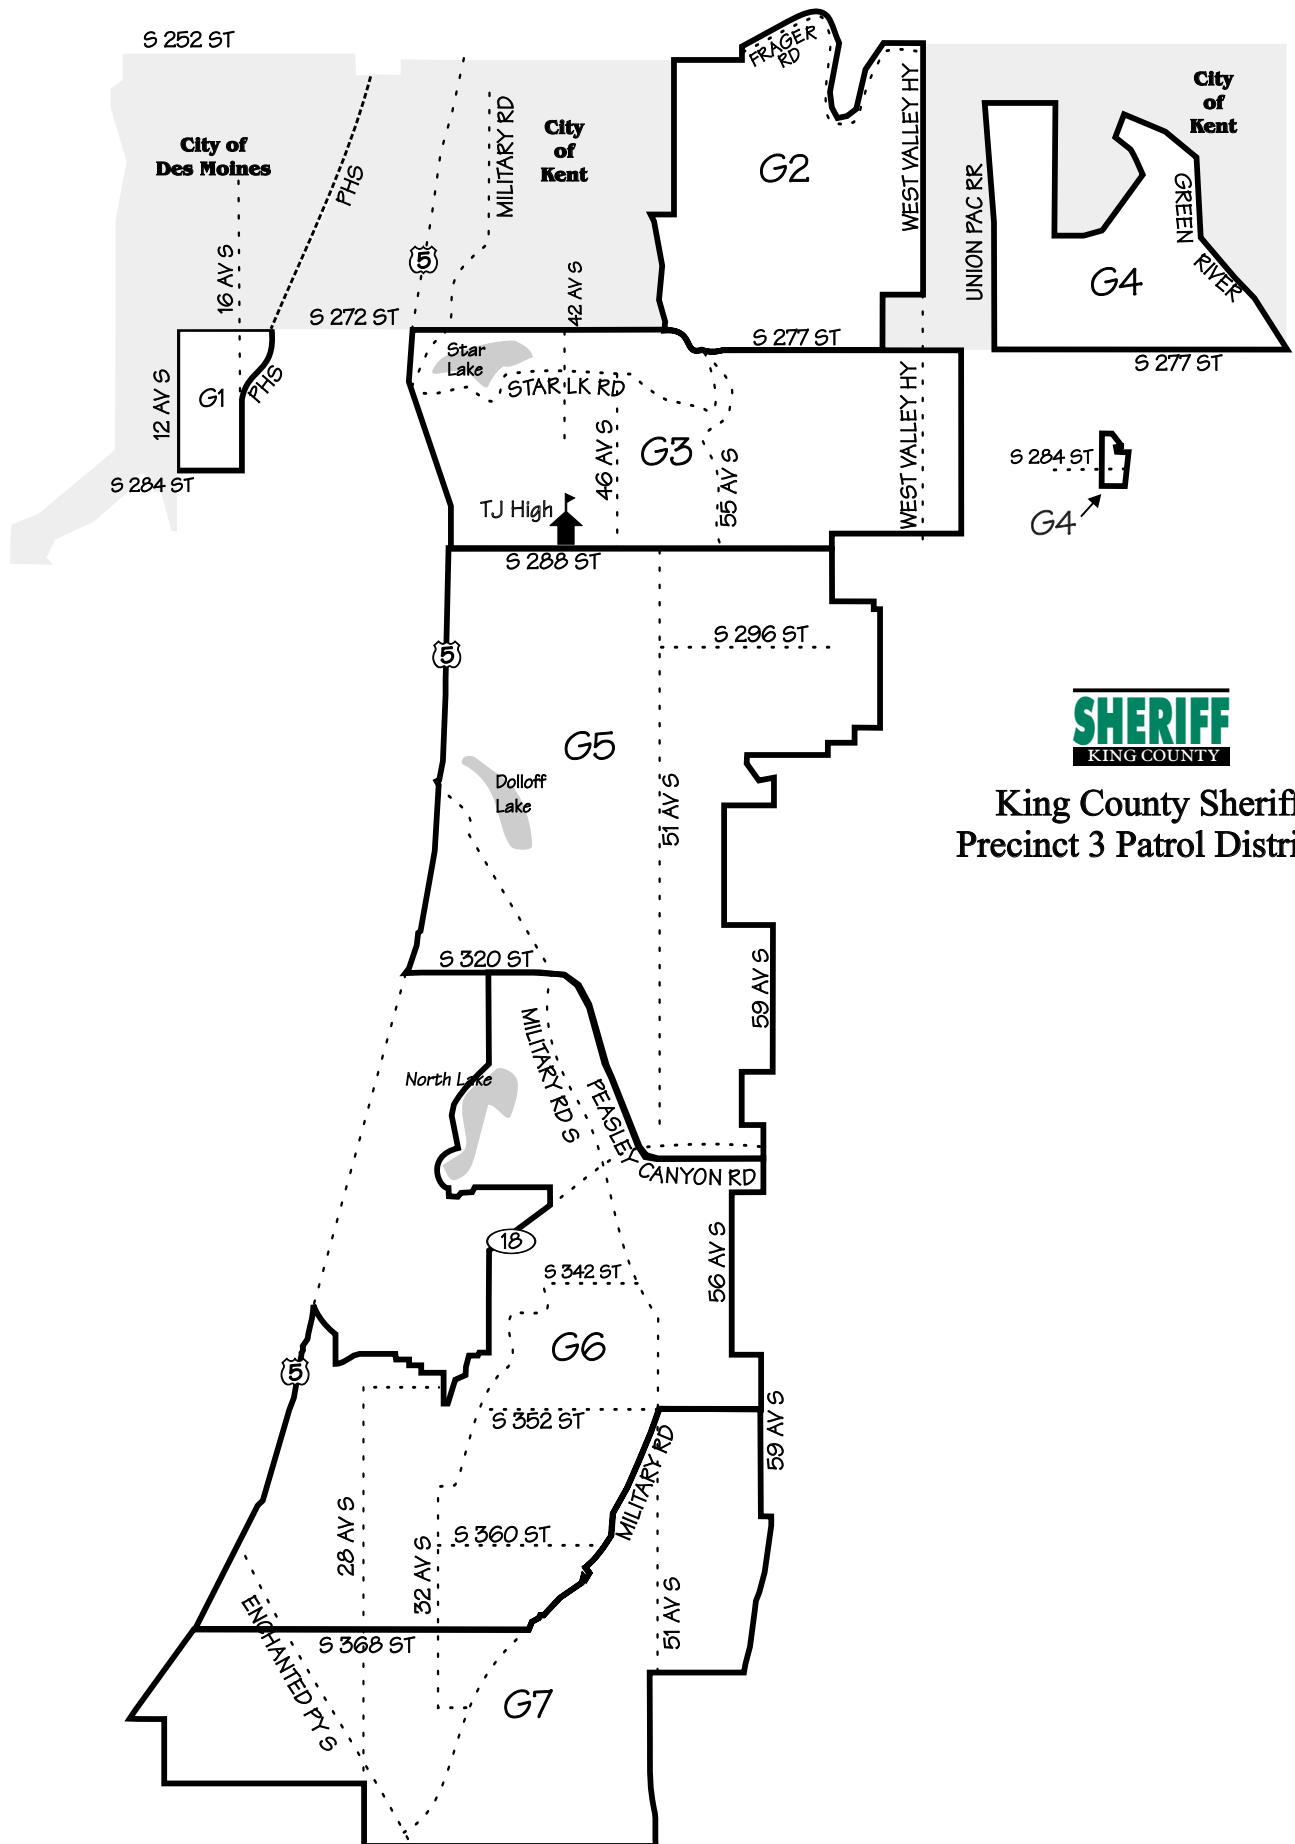 S 252 ST
FRAGER
RD
City
of
Kent
City of
Des Moines
PHS
MILITARY RD
City
of
Kent
G2
WEST VALLEY HY
UNION PAC RR
GREEN
RIVER
G4
16 AV S
5
42 AV S
S 272 ST
S 277 ST
S 277 ST
Star
Lake
STAR LK RD
12 AV S
G1
PHS
WEST VALLEY HY
46 AV S
G3
55 AV S
S 284 ST
S 284 ST
G4
TJ High
S 288 ST
S 296 ST
5
SHERIFF
KING COUNTY
G5
Dolloff
Lake
51 AV S
King County Sheriff
Precinct 3 Patrol Distri
S 320 ST
59 AV S
MILITARY RD S
North Lake
PEASLEY
CANYON RD
18
56 AV S
S 342 ST
G6
5
S 352 ST
59 AV S
MILITARY RD
28 AV S
32 AV S
S 360 ST
51 AV S
ENCHANTED PY S
S 368 ST
G7